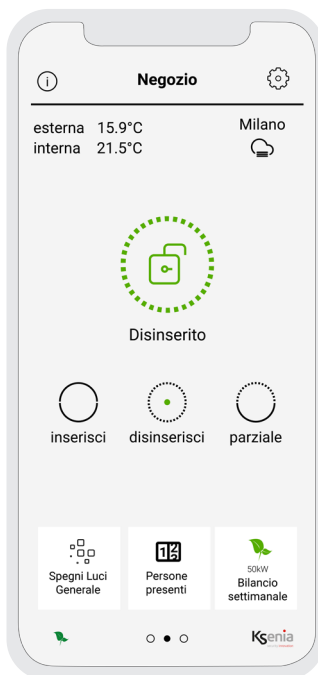 Negozio
esterna 15.9°C
interna 21.5°C
Milano
Disinserito
inserisci disinserisci parziale
Spegni Luci
Generale
Persone
presenti
50kW
Bilancio
settimanale
Ksenia